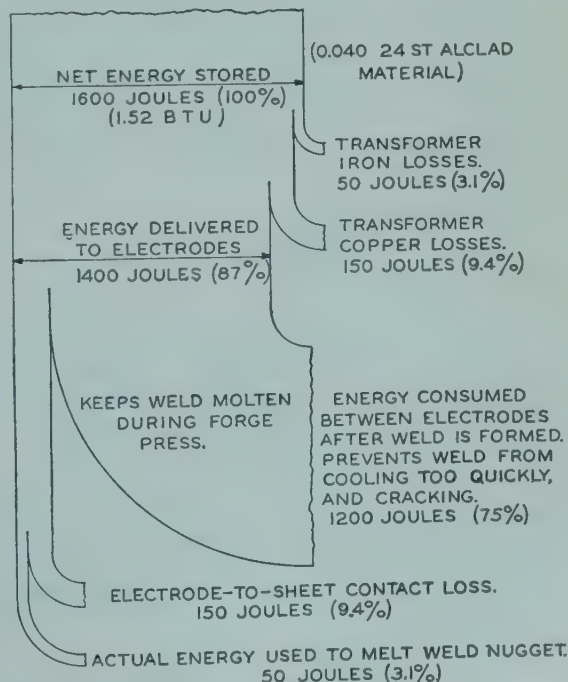 NET ENERGY STORED
1600 JOULES (100%)
(1.52 BTU)
(0.040 24 ST ALCLAD
MATERIAL)
TRANSFORMER
IRON LOSSES.
50 JOULES (3.1%)
ENERGY DELIVERED
TO ELECTRODES
1400 JOULES (87%)
TRANSFORMER
COPPER LOSSES.
150 JOULES (9.4%)
KEEPS WELD MOLTEN
DURING FORGE
PRESS.
ENERGY CONSUMED
BETWEEN ELECTRODES
AFTER WELD IS FORMED.
PREVENTS WELD FROM
COOLING TOO QUICKLY,
AND CRACKING.
1200 JOULES (75%)
ELECTRODE-TO-SHEET CONTACT LOSS.
150 JOULES (9.4%)
ACTUAL ENERGY USED TO MELT WELD NUGGET.
50 JOULES (3.1%)